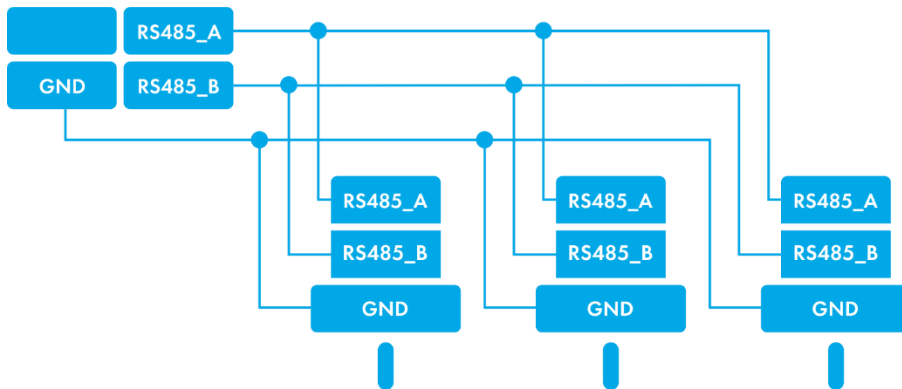 RS485_A
GND RS485_B
RS485_A RS485_A RS485_A
RS485_B RS485_B RS485_B
GND GND GND